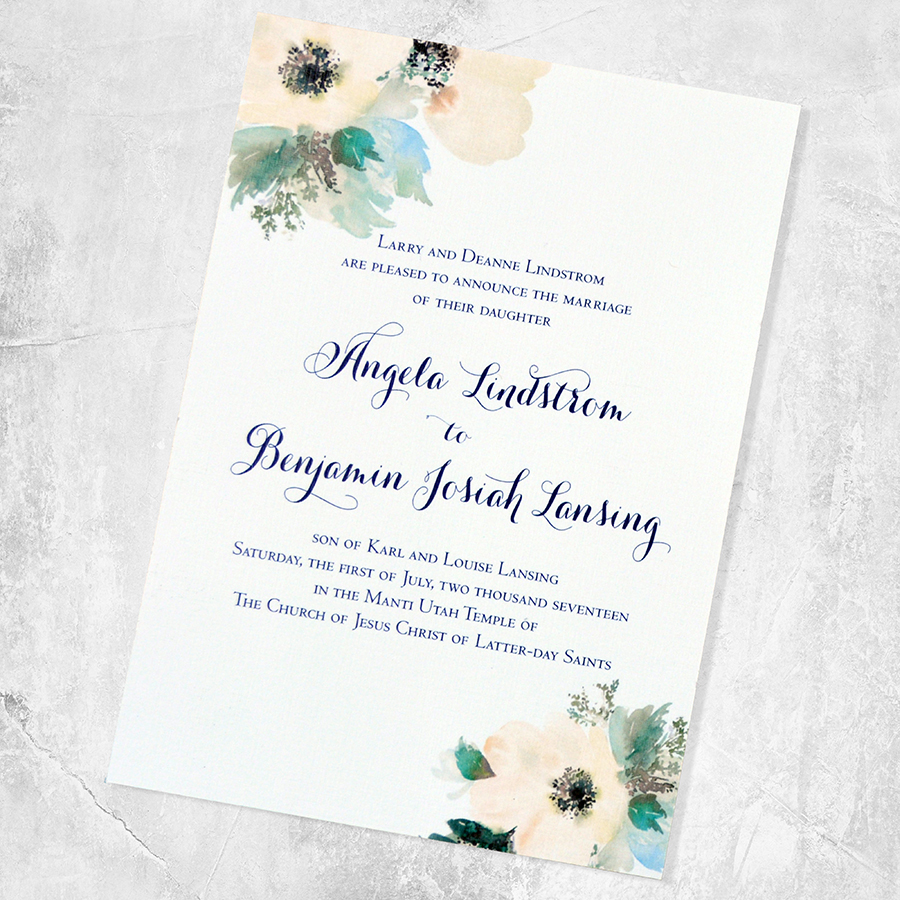 Larry and Deanne Lindstrom
are pleased to announce the marriage
of their daughter
Angela Lindstrom
to
Benjamin Josiah Lansing
son of Karl and Louise Lansing
Saturday, the first of July, two thousand seventeen
in the Manti Utah Temple of
The Church of Jesus Christ of Latter-day Saints